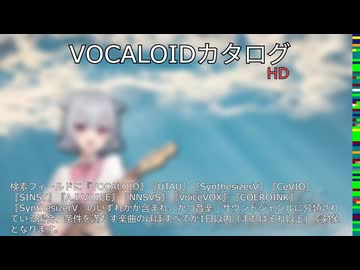 VOCALOIDカタログ
HD
検索フィールドに『VOCALOID』『UTAU』『SynthesizerV』『CeVIO』
『SINSY』『A.I.VOICE』『NNSVS』『VoiceVOX』『COEROINK』
『SynthesizerV』のいずれかが含まれ、かつ音楽・サウンドジャンルに分類され
ている 条件を満たす楽曲のほぼすべてが1日以内（またはそれ以上）で対象
となります